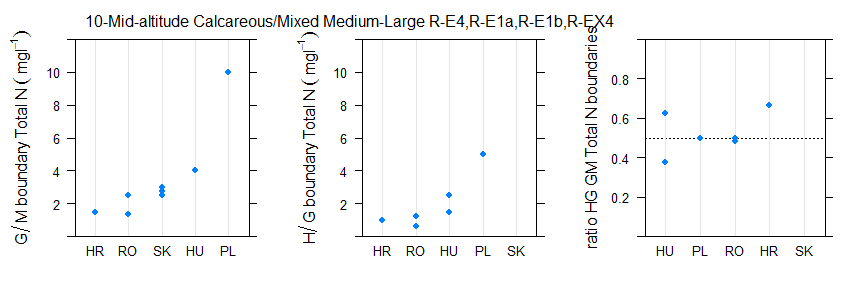 10-Mid-altitude Calcareous/Mixed Medium-Large R-E4,R-E1a,R-E1b,R-EX4
G/M boundary Total N ( mgl⁻¹)
10
8
6
4
2
HR RO SK HU PL
H/G boundary Total N ( mgl⁻¹)
10
8
6
4
2
HR RO HU PL SK
ratio HG GM Total N boundaries
0.8
0.6
0.4
0.2
HU PL RO HR SK